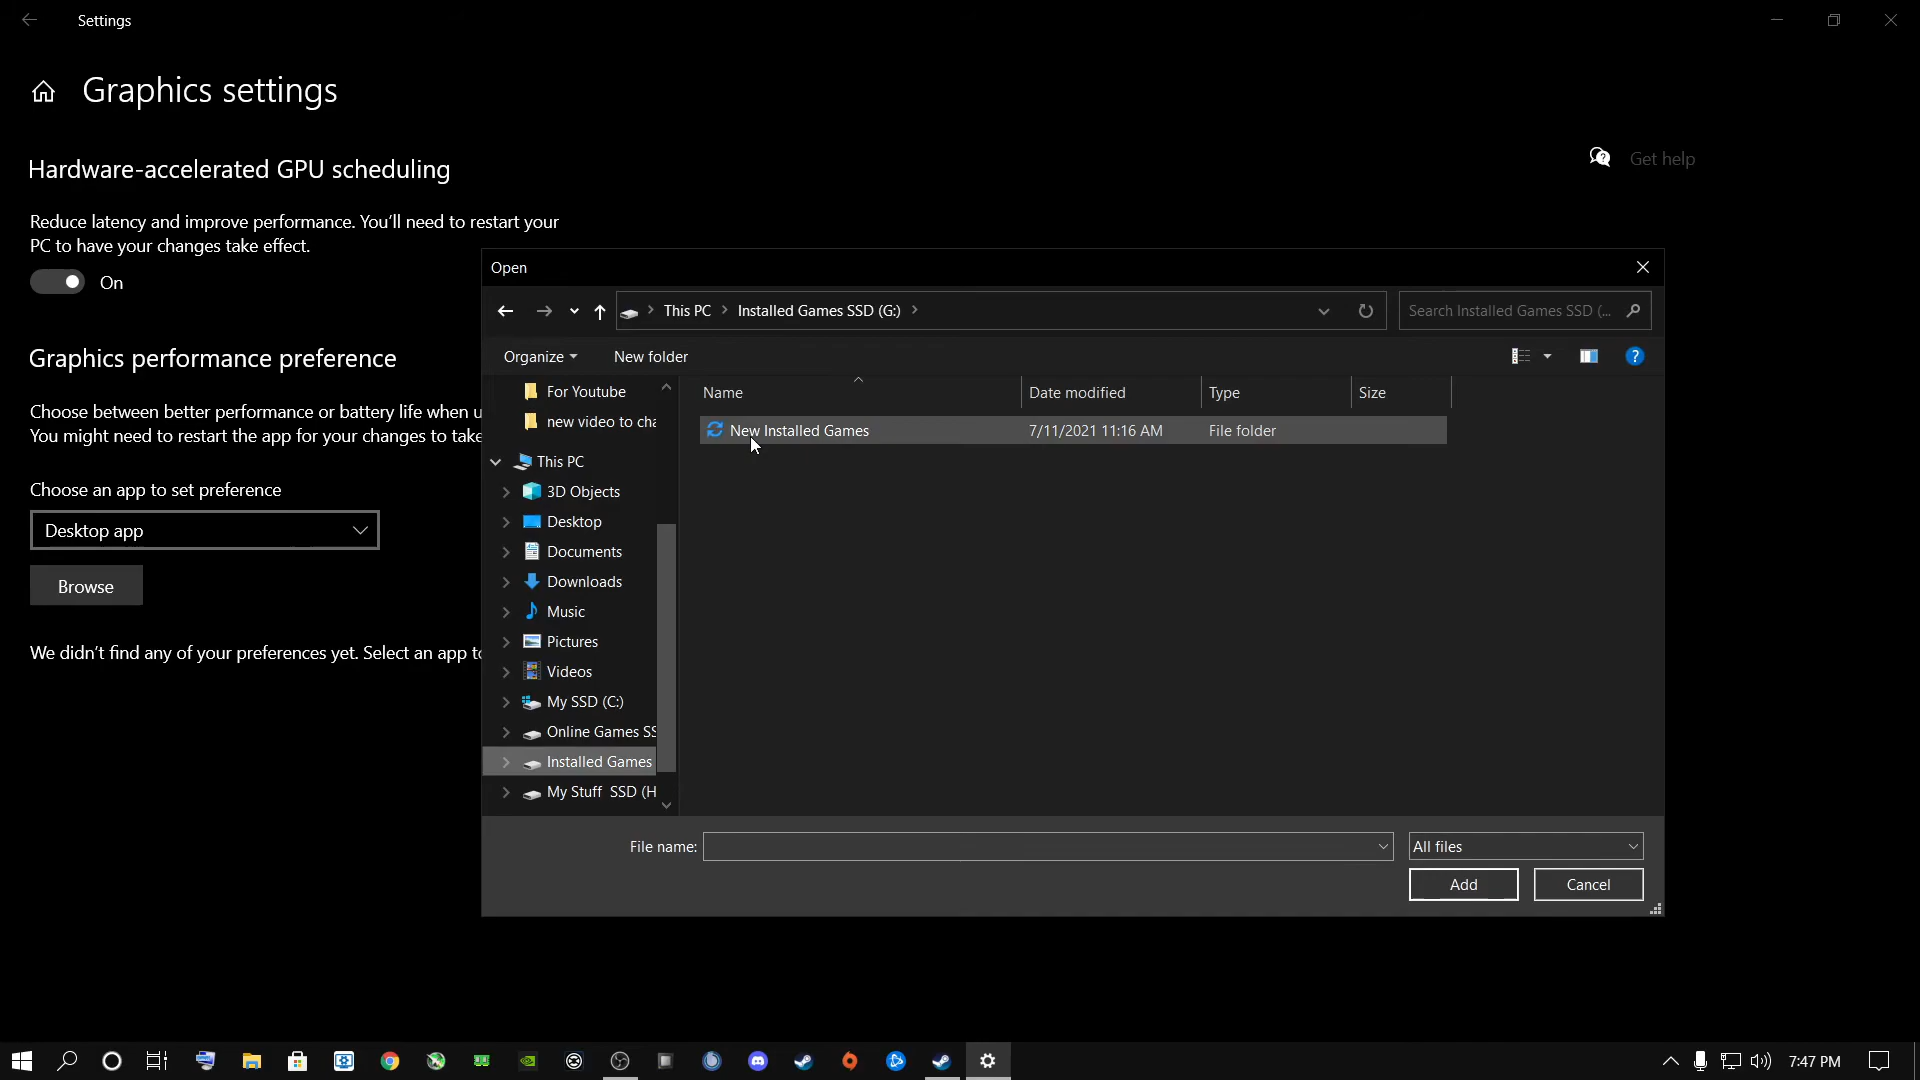 Settings
Graphics settings
Hardware-accelerated GPU scheduling
Get help
Reduce latency and improve performance. You'll need to restart your
PC to have your changes take effect.
On
Graphics performance preference
Choose between better performance or battery life when u
You might need to restart the app for your changes to take
Choose an app to set preference
Desktop app
Browse
We didn't find any of your preferences yet. Select an app to
Open
This PC
Installed Games SSD (G:)
Search Installed Games SSD (...
Organize
New folder
For Youtube
new video to cha
This PC
3D Objects
Desktop
Documents
Downloads
Music
Pictures
Videos
My SSD (C:)
Online Games SS
Installed Games
My Stuff SSD (H
Name
Date modified
Type
Size
New Installed Games
7/11/2021 11:16 AM
File folder
File name:
All files
Add
Cancel
7:47 PM